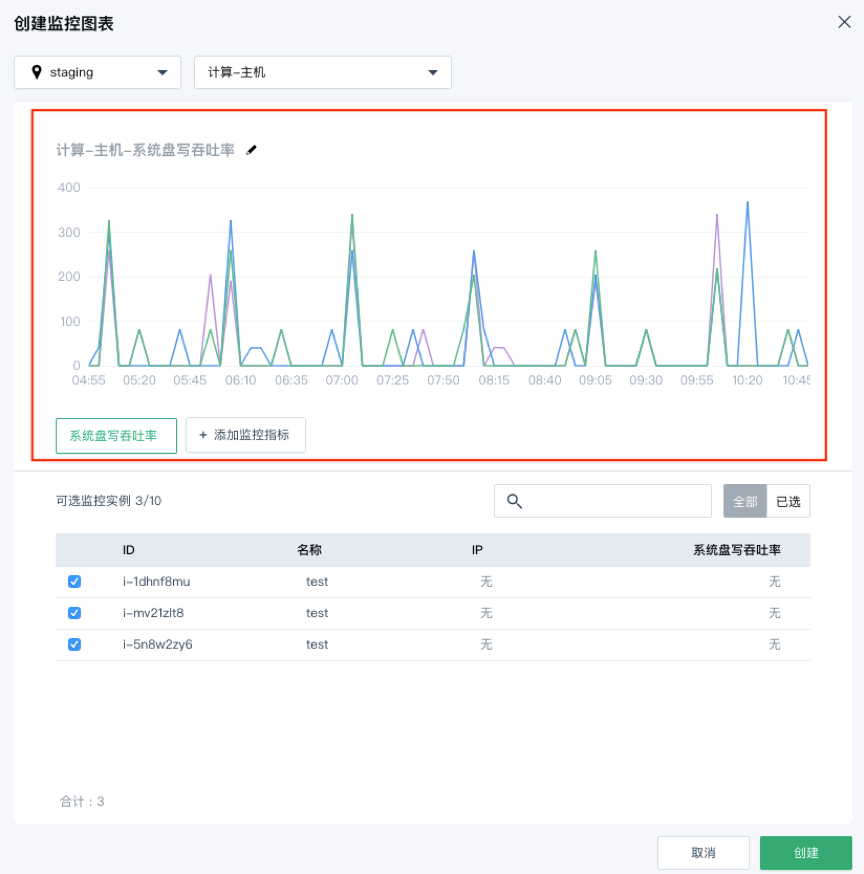 创建监控图表
staging 计算-主机
计算-主机-系统盘写吞吐率
400
300
200
100
0
04:55 05:20 05:45 06:10 06:35 07:00 07:25 07:50 08:15 08:40 09:05 09:30 09:55 10:20 10:45
系统盘写吞吐率 + 添加监控指标
可选监控实例 3/10 全部 已选
ID 名称 IP 系统盘写吞吐率
i-1dhnf8mu test 无 无
i-mv21zlt8 test 无 无
i-5n8w2zy6 test 无 无
合计：3
取消 创建